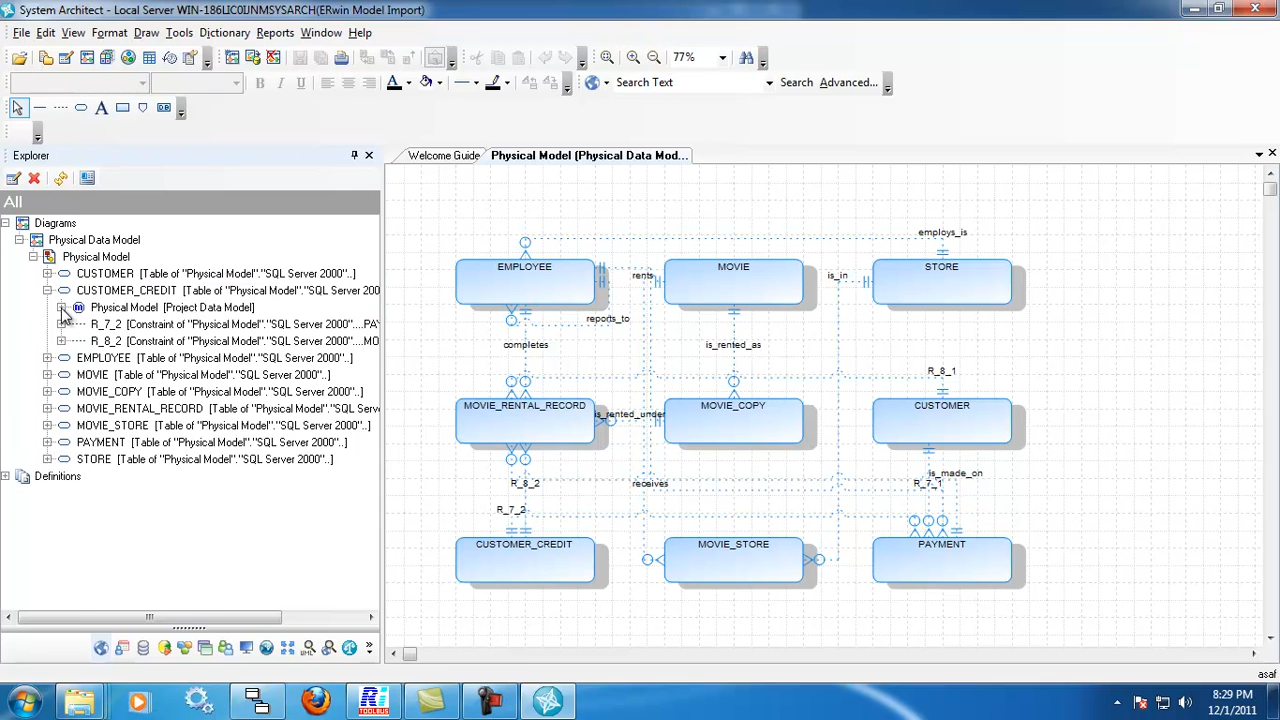 System Architect - Local Server WIN-186LIC0IJNMSYSARCH(ERwin Model Import)
File Edit View Format Draw Tools Dictionary Reports Window Help
77%
B I U A Search Text Search Advanced...
A
Explorer
Welcome Guide Physical Model (Physical Data Mod...
All
Diagrams
Physical Data Model
Physical Model
CUSTOMER [Table of "Physical Model"."SQL Server 2000"..]
CUSTOMER_CREDIT [Table of "Physical Model"."SQL Server 200
Physical Model [Project Data Model]
R_7_2 [Constraint of "Physical Model"."SQL Server 2000"....PA
R_8_2 [Constraint of "Physical Model"."SQL Server 2000"....MO
EMPLOYEE [Table of "Physical Model"."SQL Server 2000"..]
MOVIE [Table of "Physical Model"."SQL Server 2000"..]
MOVIE_COPY [Table of "Physical Model"."SQL Server 2000"..]
MOVIE_RENTAL_RECORD [Table of "Physical Model"."SQL Serv
MOVIE_STORE [Table of "Physical Model"."SQL Server 2000"..]
PAYMENT [Table of "Physical Model"."SQL Server 2000"..]
STORE [Table of "Physical Model"."SQL Server 2000"..]
Definitions
employs_is
EMPLOYEE rents MOVIE is_in STORE
reports_to
completes is_rented_as
R_8_1
MOVIE_RENTAL_RECORD is_rented_under MOVIE_COPY CUSTOMER
is_made_on
R_8_2 receives R_7_1
R_7_2
CUSTOMER_CREDIT MOVIE_STORE PAYMENT
asaf
RI
TOOLBUS
8:29 PM
12/1/2011